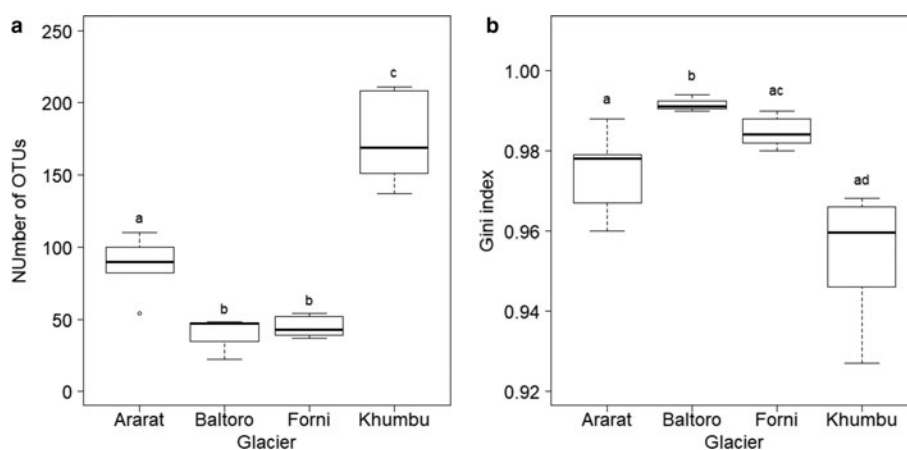 a
NUmber of OTUs
250
200
150
100
50
0
a
b
b
c
Ararat
Baltoro
Forni
Khumbu
Glacier
b
Gini index
1.00
0.98
0.96
0.94
0.92
a
b
ac
ad
Ararat
Baltoro
Forni
Khumbu
Glacier